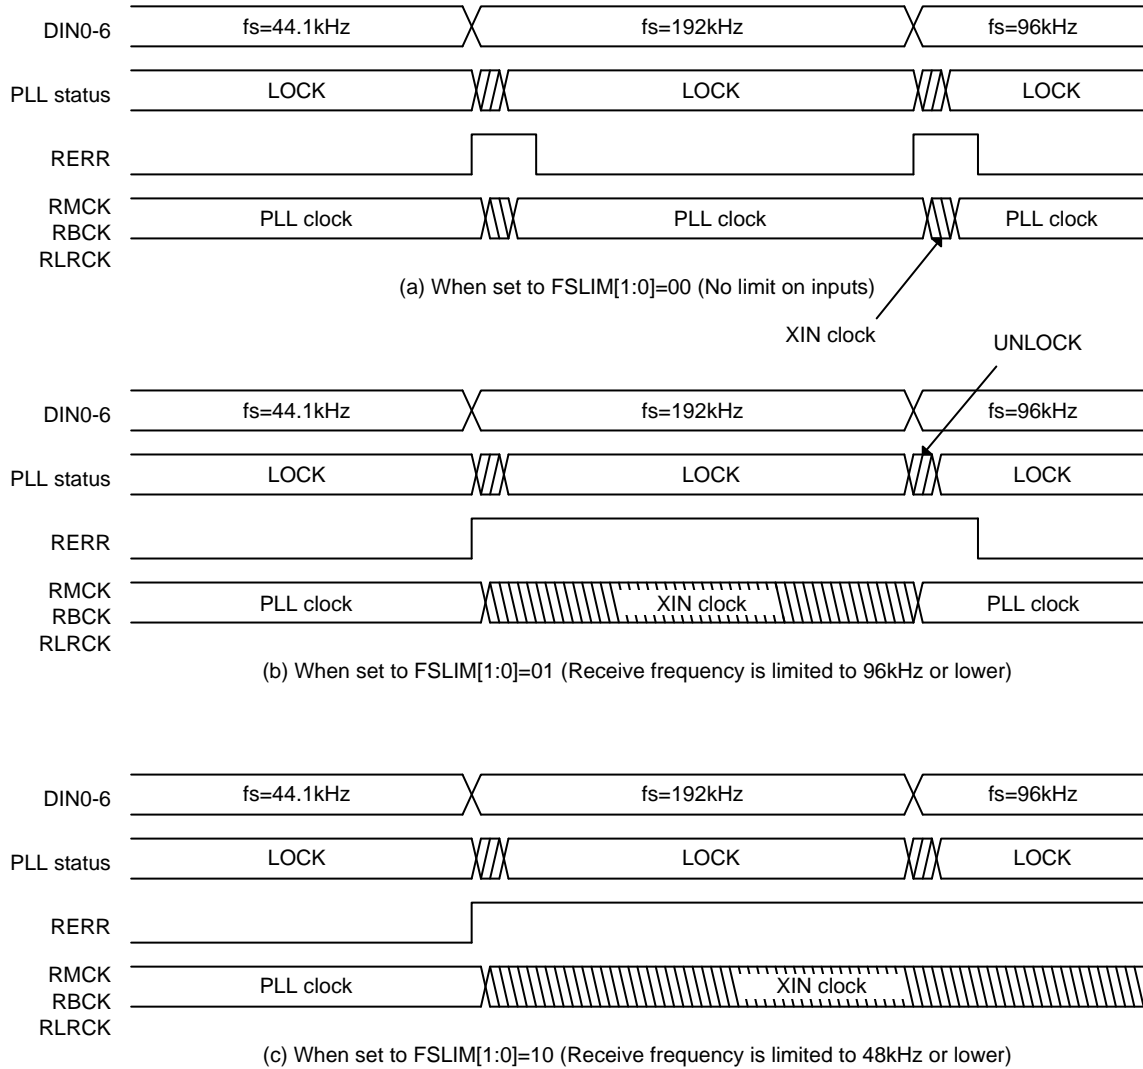 DIN0-6 fs=44.1kHz fs=192kHz fs=96kHz
PLL status LOCK LOCK LOCK
RERR
RMCK
RBCK
RLRCK
PLL clock PLL clock PLL clock
(a) When set to FSLIM[1:0]=00 (No limit on inputs)
XIN clock
UNLOCK
DIN0-6 fs=44.1kHz fs=192kHz fs=96kHz
PLL status LOCK LOCK LOCK
RERR
RMCK
RBCK
RLRCK
PLL clock XIN clock PLL clock
(b) When set to FSLIM[1:0]=01 (Receive frequency is limited to 96kHz or lower)
DIN0-6 fs=44.1kHz fs=192kHz fs=96kHz
PLL status LOCK LOCK LOCK
RERR
RMCK
RBCK
RLRCK
PLL clock XIN clock
(c) When set to FSLIM[1:0]=10 (Receive frequency is limited to 48kHz or lower)